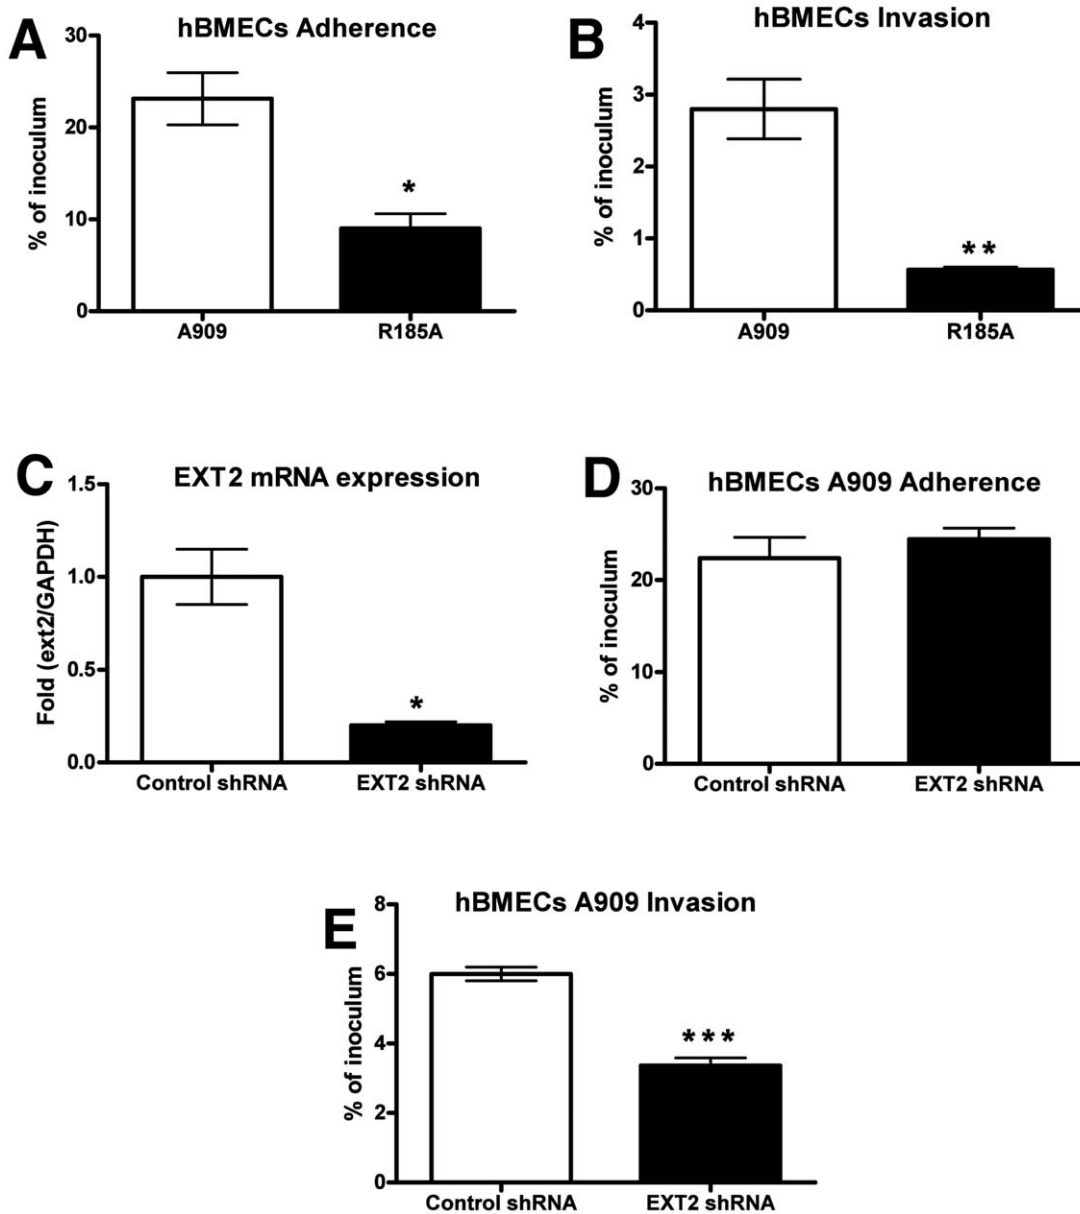 A
hBMECs Adherence
% of inoculum
30
20
10
0
*
A909
R185A
B
hBMECs Invasion
% of inoculum
4
3
2
1
0
**
A909
R185A
C
EXT2 mRNA expression
Fold (ext2/GAPDH)
1.5
1.0
0.5
0.0
*
Control shRNA
EXT2 shRNA
D
hBMECs A909 Adherence
% of inoculum
30
20
10
0
Control shRNA
EXT2 shRNA
E
hBMECs A909 Invasion
% of inoculum
8
6
4
2
0
***
Control shRNA
EXT2 shRNA